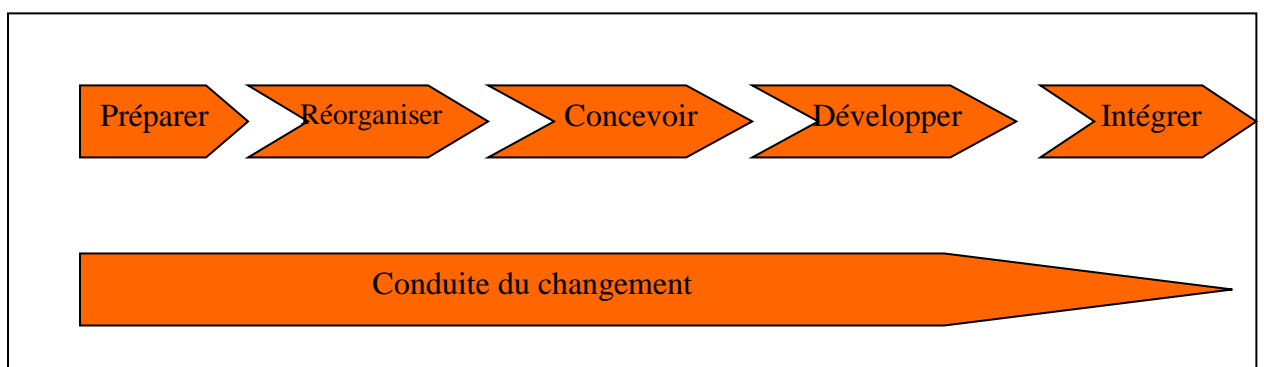 Préparer Réorganiser Concevoir Développer Intégrer
Conduite du changement